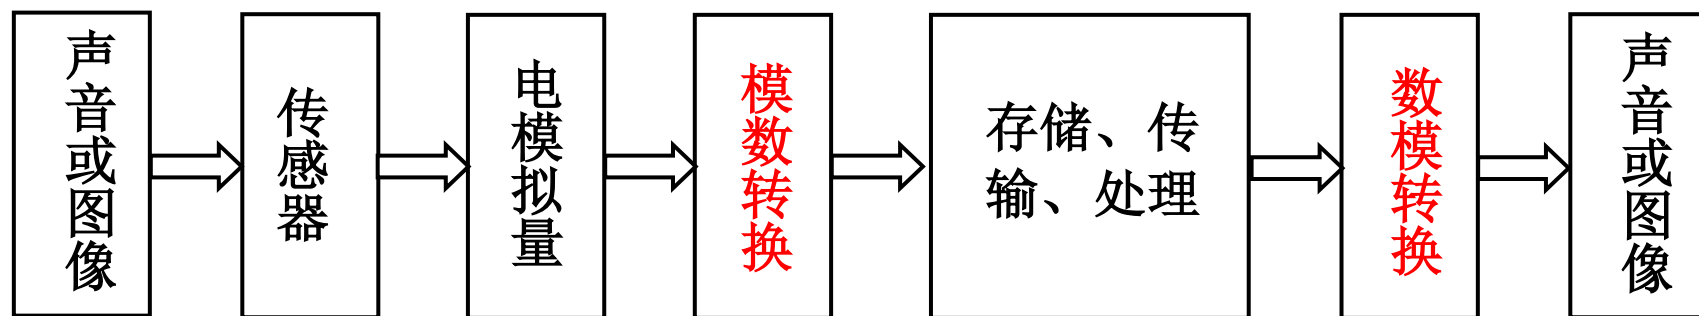 声音或图像
传感器
电模拟量
模数转换
存储、传
输、处理
数模转换
声音或图像